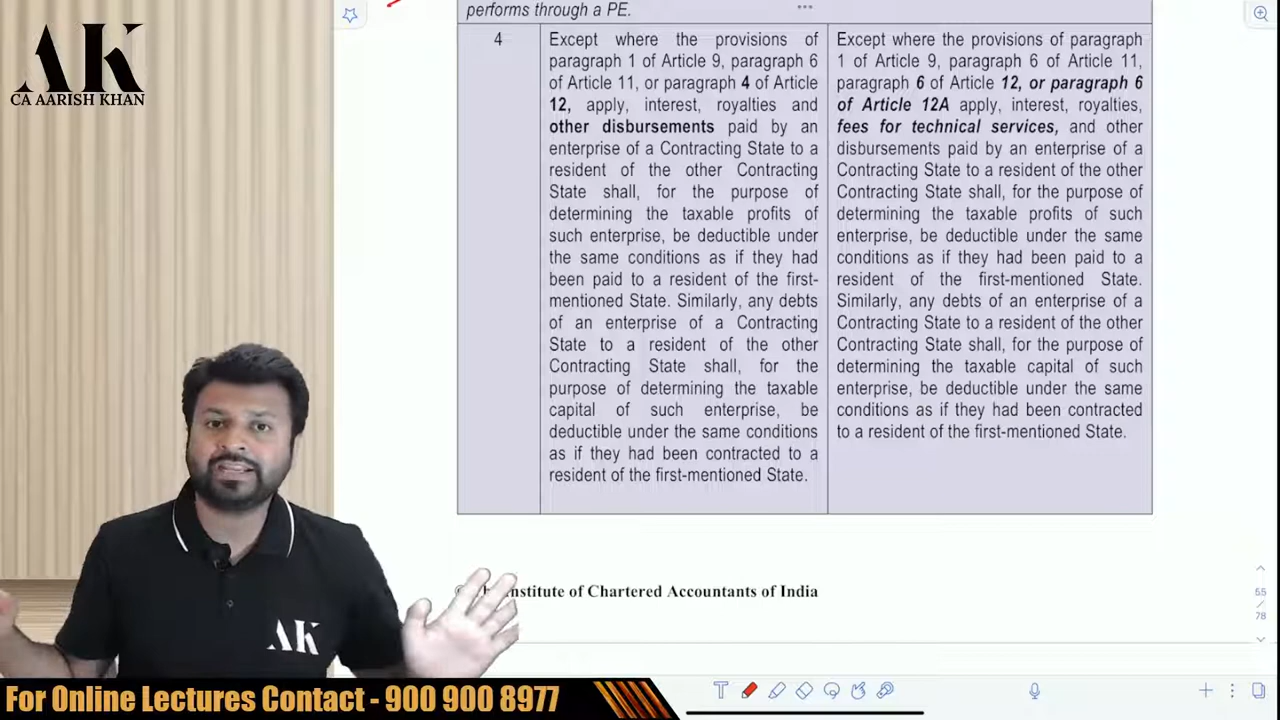 AK
CA AARISH KHAN
performs through a PE.
4
Except where the provisions of
paragraph 1 of Article 9, paragraph 6
of Article 11, or paragraph 4 of Article
12, apply, interest, royalties and
other disbursements paid by an
enterprise of a Contracting State to a
resident of the other Contracting
State shall, for the purpose of
determining the taxable profits of
such enterprise, be deductible under
the same conditions as if they had
been paid to a resident of the first-
mentioned State. Similarly, any debts
of an enterprise of a Contracting
State to a resident of the other
Contracting State shall, for the
purpose of determining the taxable
capital of such enterprise, be
deductible under the same conditions
as if they had been contracted to a
resident of the first-mentioned State.
Except where the provisions of paragraph
1 of Article 9, paragraph 6 of Article 11,
paragraph 6 of Article 12, or paragraph 6
of Article 12A apply, interest, royalties,
fees for technical services, and other
disbursements paid by an enterprise of a
Contracting State to a resident of the other
Contracting State shall, for the purpose of
determining the taxable profits of such
enterprise, be deductible under the same
conditions as if they had been paid to a
resident of the first-mentioned State.
Similarly, any debts of an enterprise of a
Contracting State to a resident of the other
Contracting State shall, for the purpose of
determining the taxable capital of such
enterprise, be deductible under the same
conditions as if they had been contracted
to a resident of the first-mentioned State.
Institute of Chartered Accountants of India
55
/
78
AK
For Online Lectures Contact - 900 900 8977